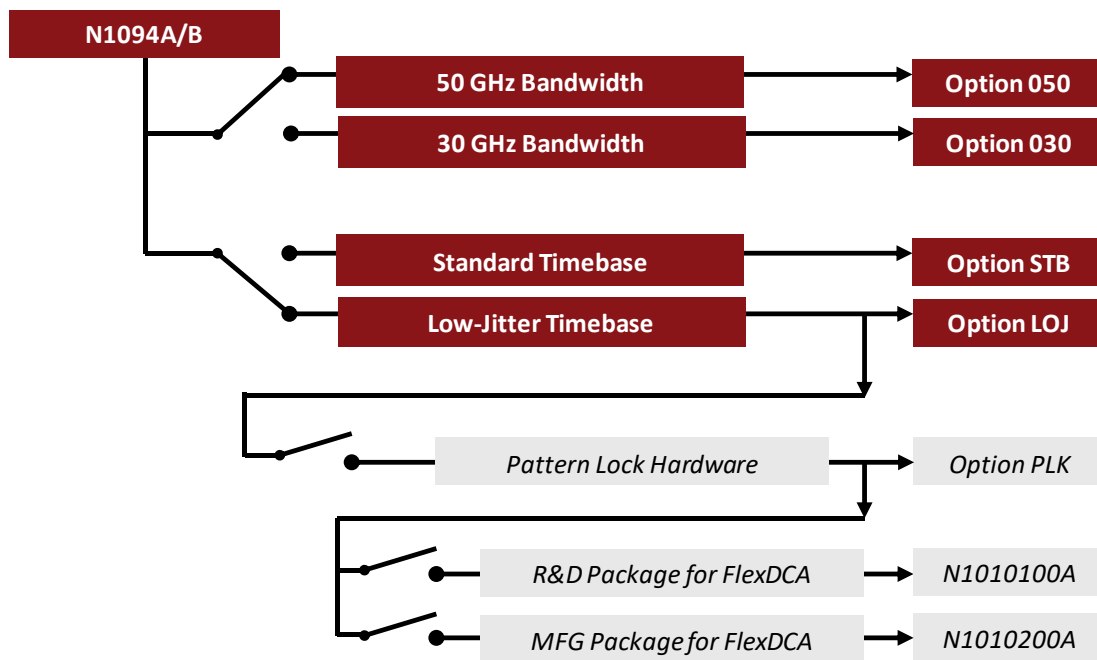 N1094A/B
50 GHz Bandwidth
Option 050
30 GHz Bandwidth
Option 030
Standard Timebase
Option STB
Low-Jitter Timebase
Option LOJ
Pattern Lock Hardware
Option PLK
R&D Package for FlexDCA
N1010100A
MFG Package for FlexDCA
N1010200A